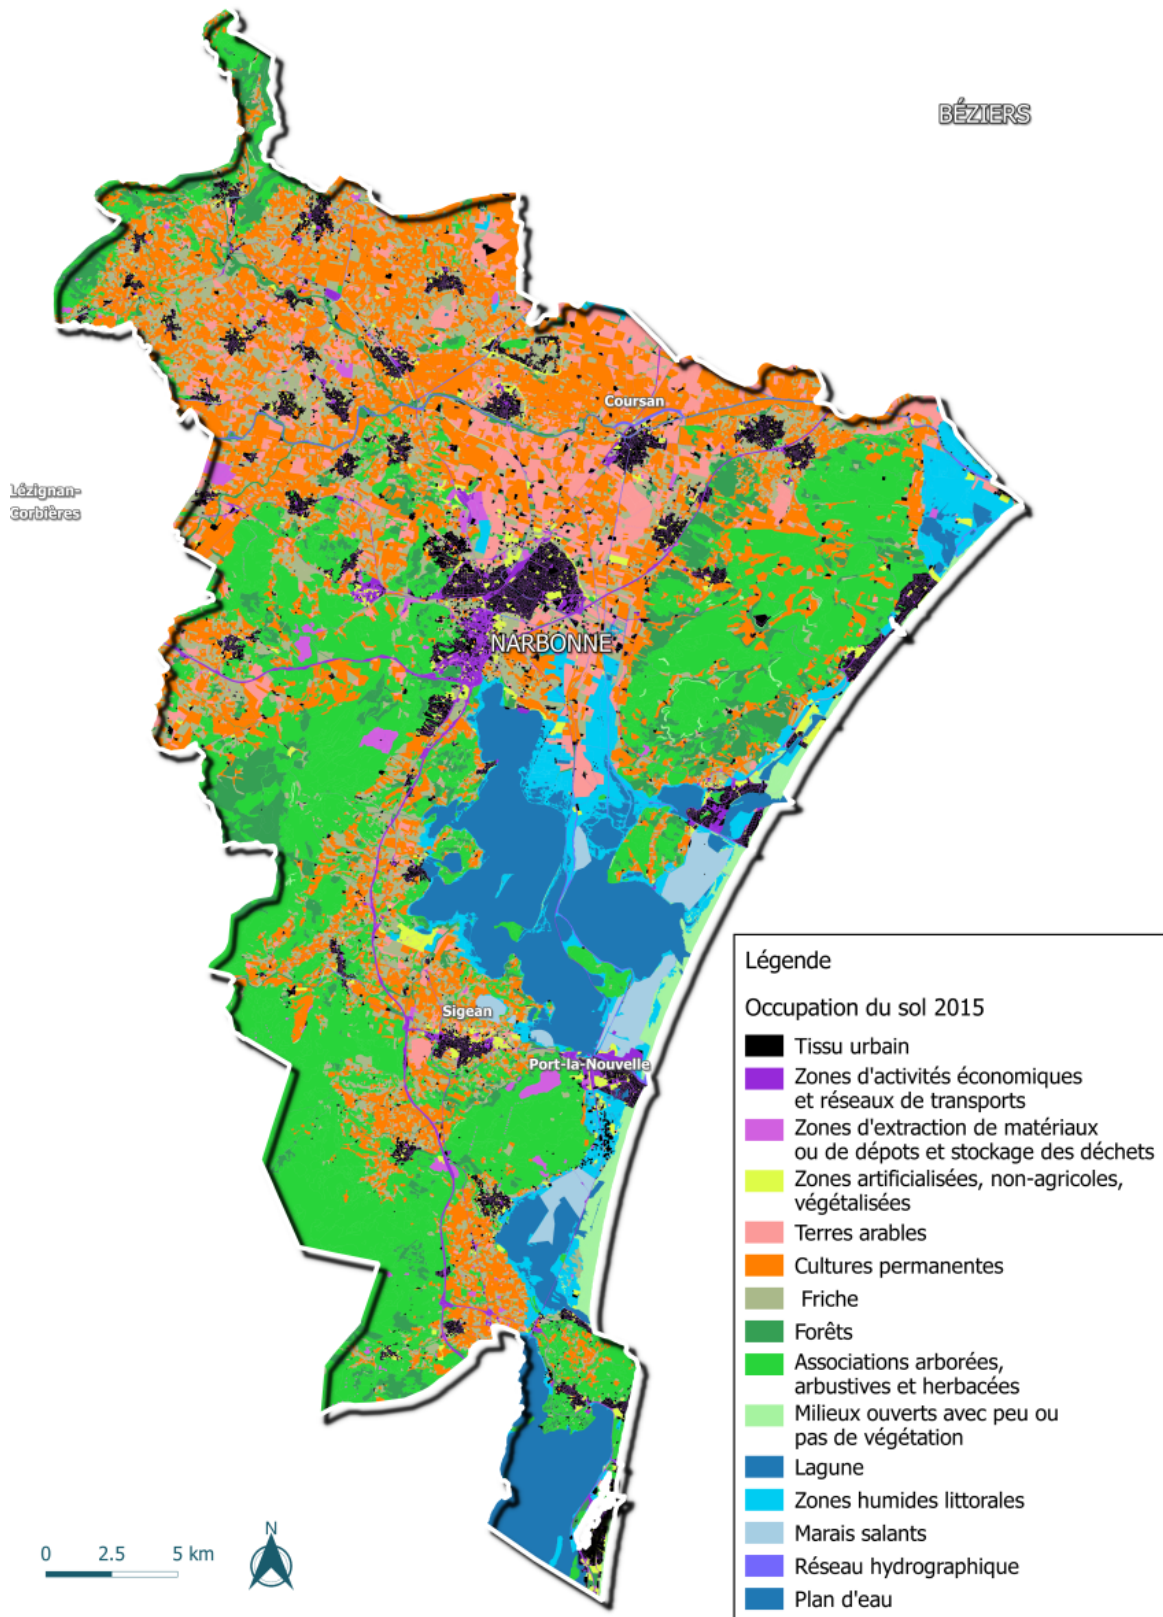 BÉZIERS
Coursan
Lézignan-
Corbières
NARBONNE
Sigean
Port-la-Nouvelle
Légende
Occupation du sol 2015
Tissu urbain
Zones d'activités économiques
et réseaux de transports
Zones d'extraction de matériaux
ou de dépots et stockage des déchets
Zones artificialisées, non-agricoles,
végétalisées
Terres arables
Cultures permanentes
Friche
Forêts
Associations arborées,
arbustives et herbacées
Milieux ouverts avec peu ou
pas de végétation
Lagune
Zones humides littorales
Marais salants
Réseau hydrographique
Plan d'eau
N
0 2.5 5 km